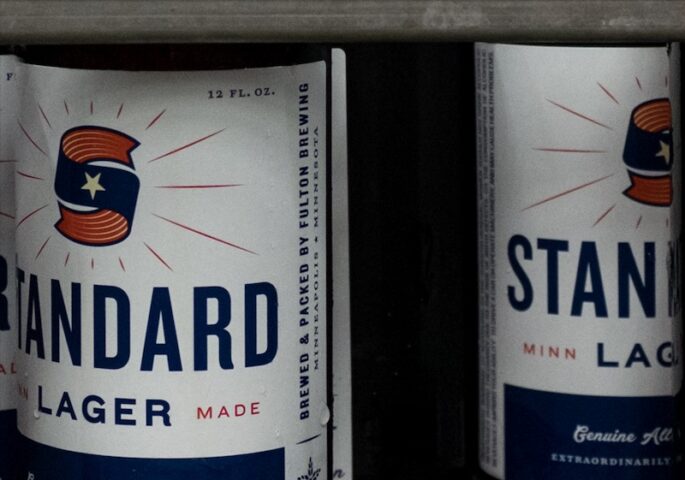 12 FL. OZ.
TANDARD
LAGER MADE
BREWED & PACKED BY FULTON BREWING
MINNEAPOLIS ★ MINNESOTA
STAN
MINN LAG
Genuine All
EXTRAORDINARILY